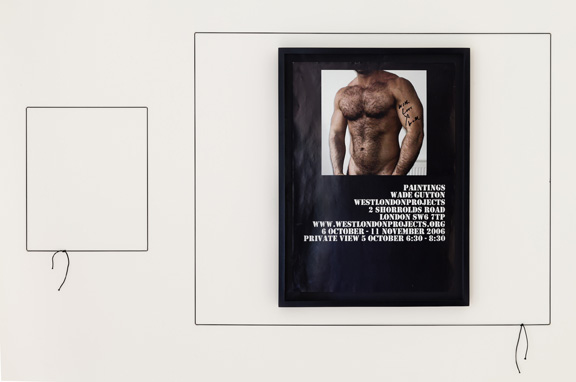 PAINTINGS
WADE GUYTON
WESTLONDONPROJECTS
2 SHORROLDS ROAD
LONDON SW6 7TP
WWW.WESTLONDONPROJECTS.ORG
6 OCTOBER - 11 NOVEMBER 2006
PRIVATE VIEW 5 OCTOBER 6:30 - 8:30